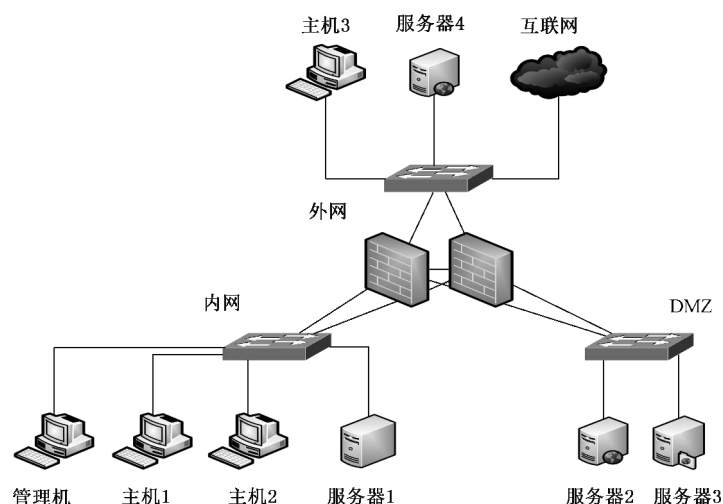 主机3
服务器4
互联网
外网
内网
DMZ
管理机
主机1
主机2
服务器1
服务器2
服务器3